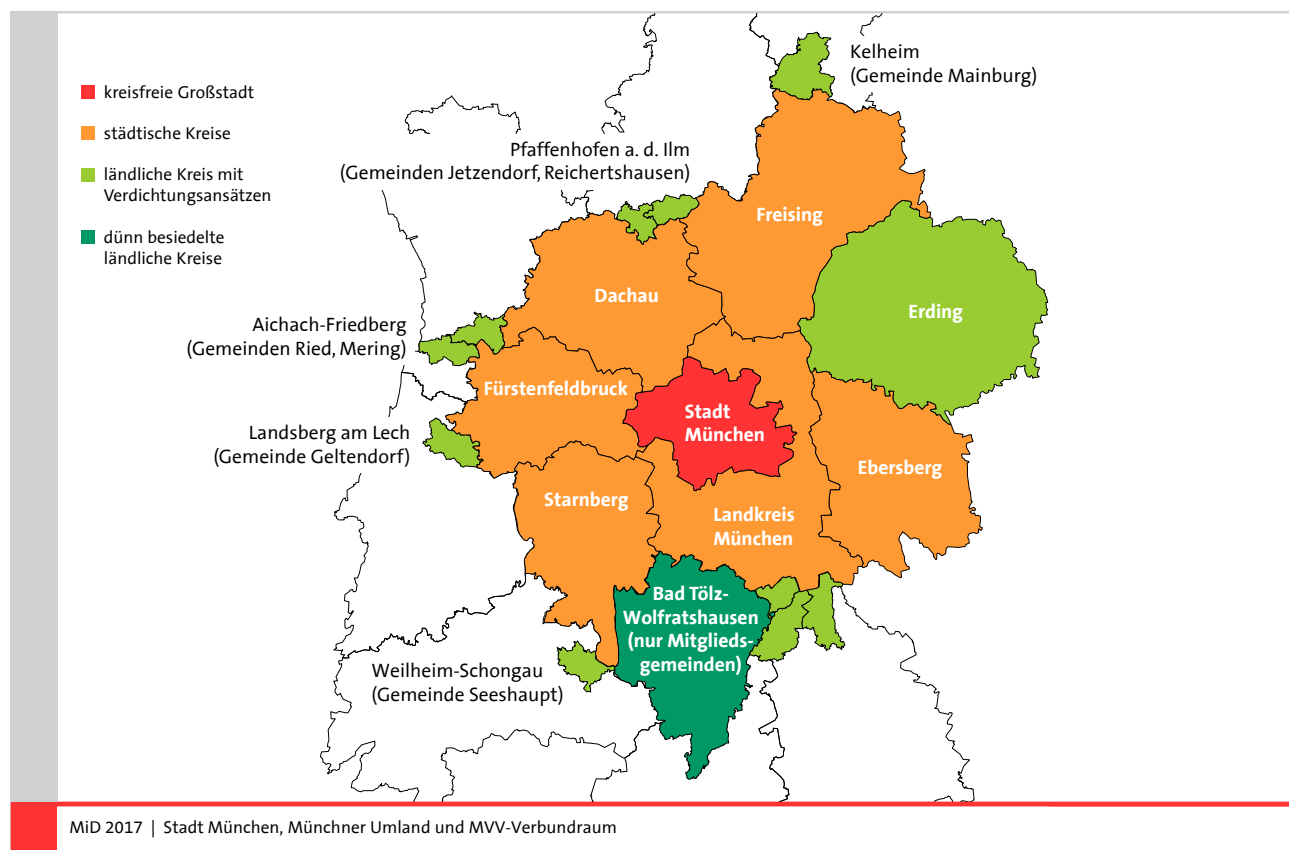 kreisfreie Großstadt
städtische Kreise
ländliche Kreis mit
Verdichtungsansätzen
dünn besiedelte
ländliche Kreise
Kelheim
(Gemeinde Mainburg)
Pfaffenhofen a. d. Ilm
(Gemeinden Jetzendorf, Reichertshausen)
Freising
Dachau
Erding
Aichach-Friedberg
(Gemeinden Ried, Mering)
Fürstenfeldbruck
Stadt
München
Landsberg am Lech
(Gemeinde Geltendorf)
Ebersberg
Starnberg
Landkreis
München
Bad Tölz-
Wolfratshausen
(nur Mitglieds-
gemeinden)
Weilheim-Schongau
(Gemeinde Seeshaupt)
MiD 2017 | Stadt München, Münchner Umland und MVV-Verbundraum